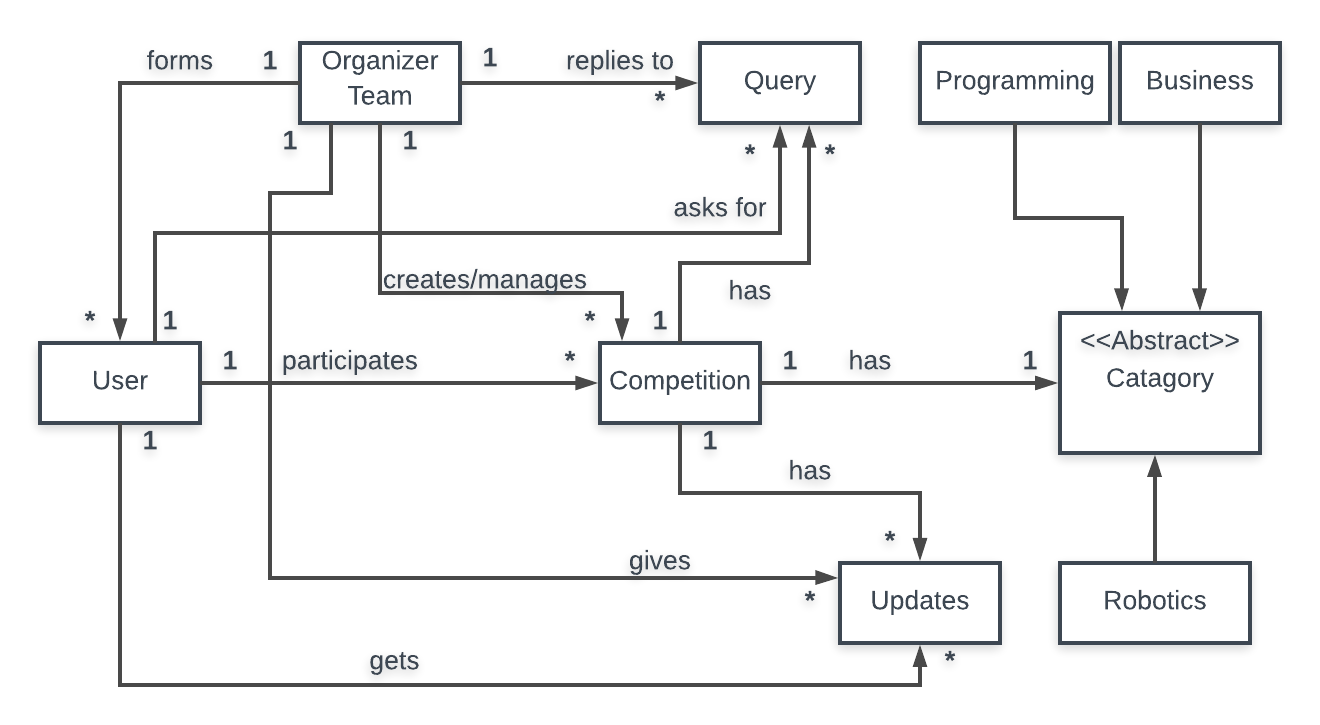 forms
1
Organizer
Team
1
replies to
*
Query
Programming
Business
1
1
*
*
asks for
creates/manages
has
*
1
*
1
<<Abstract>>
Catagory
User
1
participates
*
Competition
1
has
1
1
1
has
*
gives
*
Updates
Robotics
gets
*